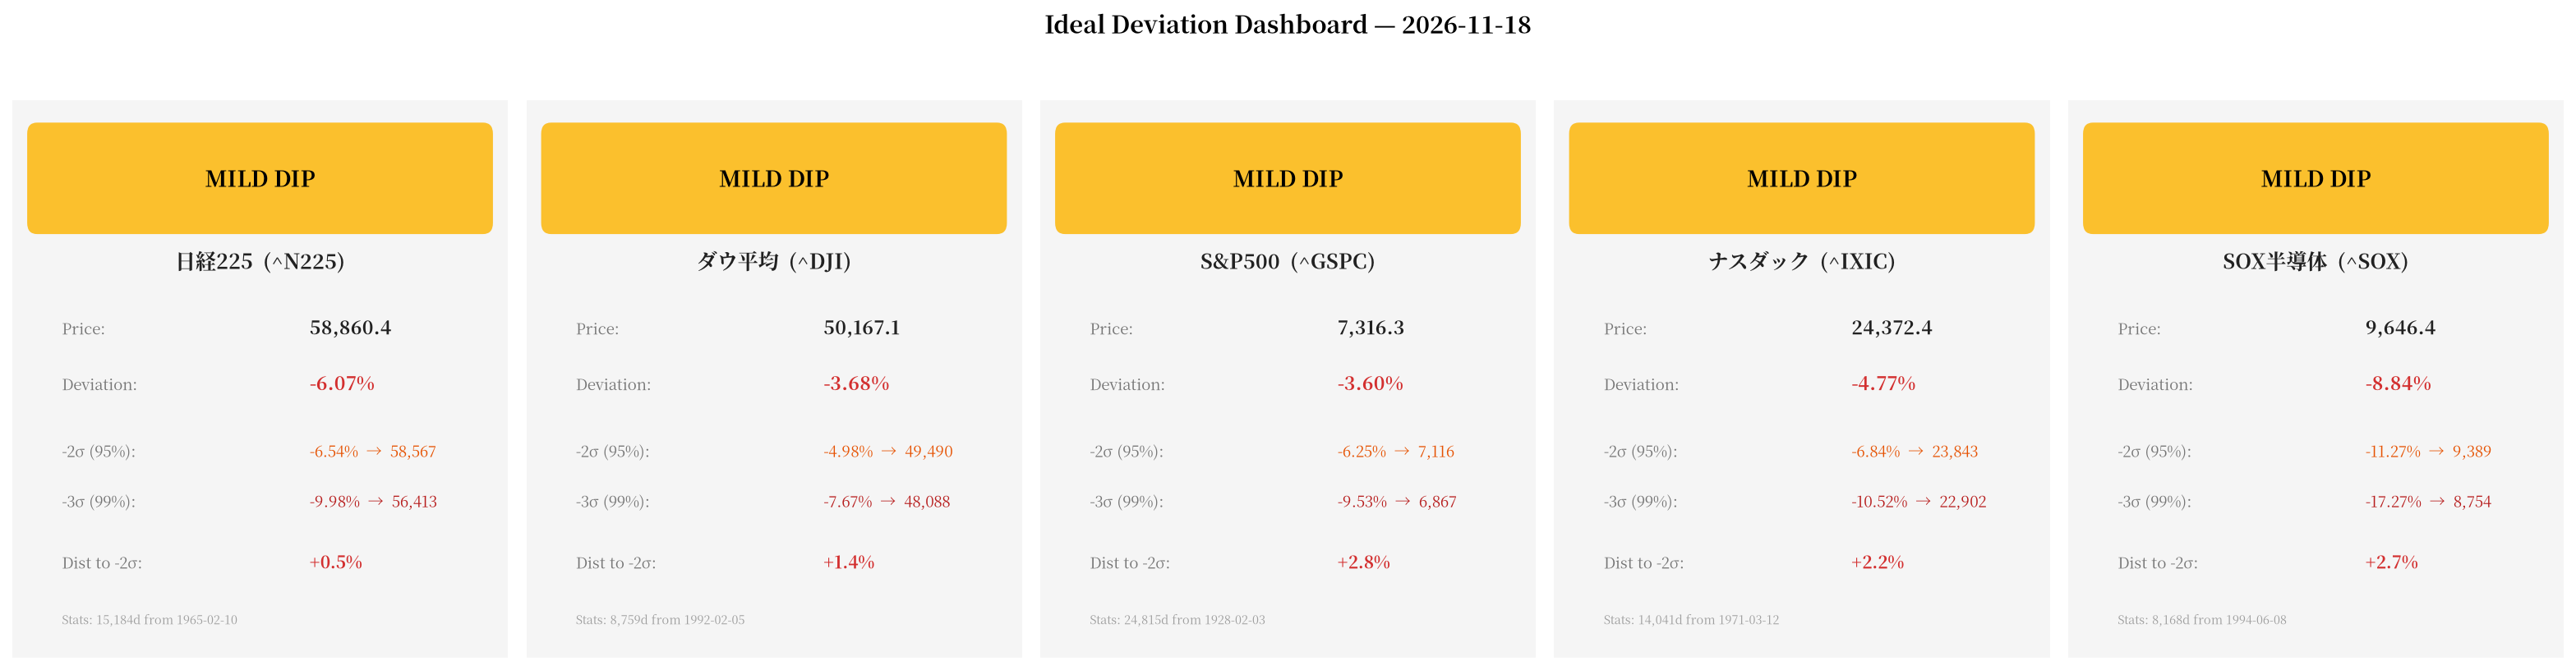 Ideal Deviation Dashboard — 2026-11-18
MILD DIP
日経225 (^N225)
Price: 58,860.4
Deviation: -6.07%
-2σ (95%): -6.54% → 58,567
-3σ (99%): -9.98% → 56,413
Dist to -2σ: +0.5%
Stats: 15,184d from 1965-02-10
MILD DIP
ダウ平均 (^DJI)
Price: 50,167.1
Deviation: -3.68%
-2σ (95%): -4.98% → 49,490
-3σ (99%): -7.67% → 48,088
Dist to -2σ: +1.4%
Stats: 8,759d from 1992-02-05
MILD DIP
S&P500 (^GSPC)
Price: 7,316.3
Deviation: -3.60%
-2σ (95%): -6.25% → 7,116
-3σ (99%): -9.53% → 6,867
Dist to -2σ: +2.8%
Stats: 24,815d from 1928-02-03
MILD DIP
ナスダック (^IXIC)
Price: 24,372.4
Deviation: -4.77%
-2σ (95%): -6.84% → 23,843
-3σ (99%): -10.52% → 22,902
Dist to -2σ: +2.2%
Stats: 14,041d from 1971-03-12
MILD DIP
SOX半導体 (^SOX)
Price: 9,646.4
Deviation: -8.84%
-2σ (95%): -11.27% → 9,389
-3σ (99%): -17.27% → 8,754
Dist to -2σ: +2.7%
Stats: 8,168d from 1994-06-08